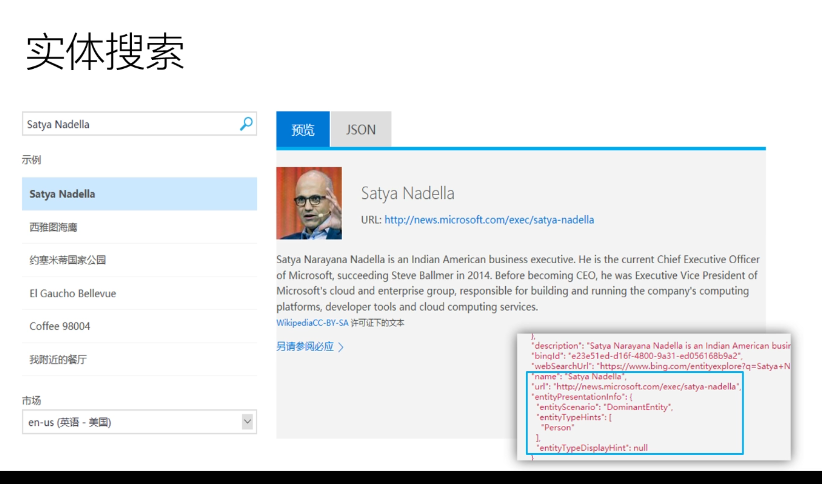 实体搜索
Satya Nadella
示例
Satya Nadella
西雅图海鹰
约塞米蒂国家公园
El Gaucho Bellevue
Coffee 98004
我附近的餐厅
市场
en-us (英语 - 美国)
预览
JSON
Satya Nadella
URL: http://news.microsoft.com/exec/satya-nadella
Satya Narayana Nadella is an Indian American business executive. He is the current Chief Executive Officer
of Microsoft, succeeding Steve Ballmer in 2014. Before becoming CEO, he was Executive Vice President of
Microsoft's cloud and enterprise group, responsible for building and running the company's computing
platforms, developer tools and cloud computing services.
WikipediaCC-BY-SA 许可证下的文本
另请参阅必应 >
},
"description": "Satya Narayana Nadella is an Indian American busin
"bingId": "e23e51ed-d16f-4800-9a31-ed056168b9a2",
"webSearchUrl": "https://www.bing.com/entityexplore?q=Satya+N
"name": "Satya Nadella",
"url": "http://news.microsoft.com/exec/satya-nadella",
"entityPresentationInfo": {
"entityScenario": "DominantEntity",
"entityTypeHints": [
"Person"
],
"entityTypeDisplayHint": null